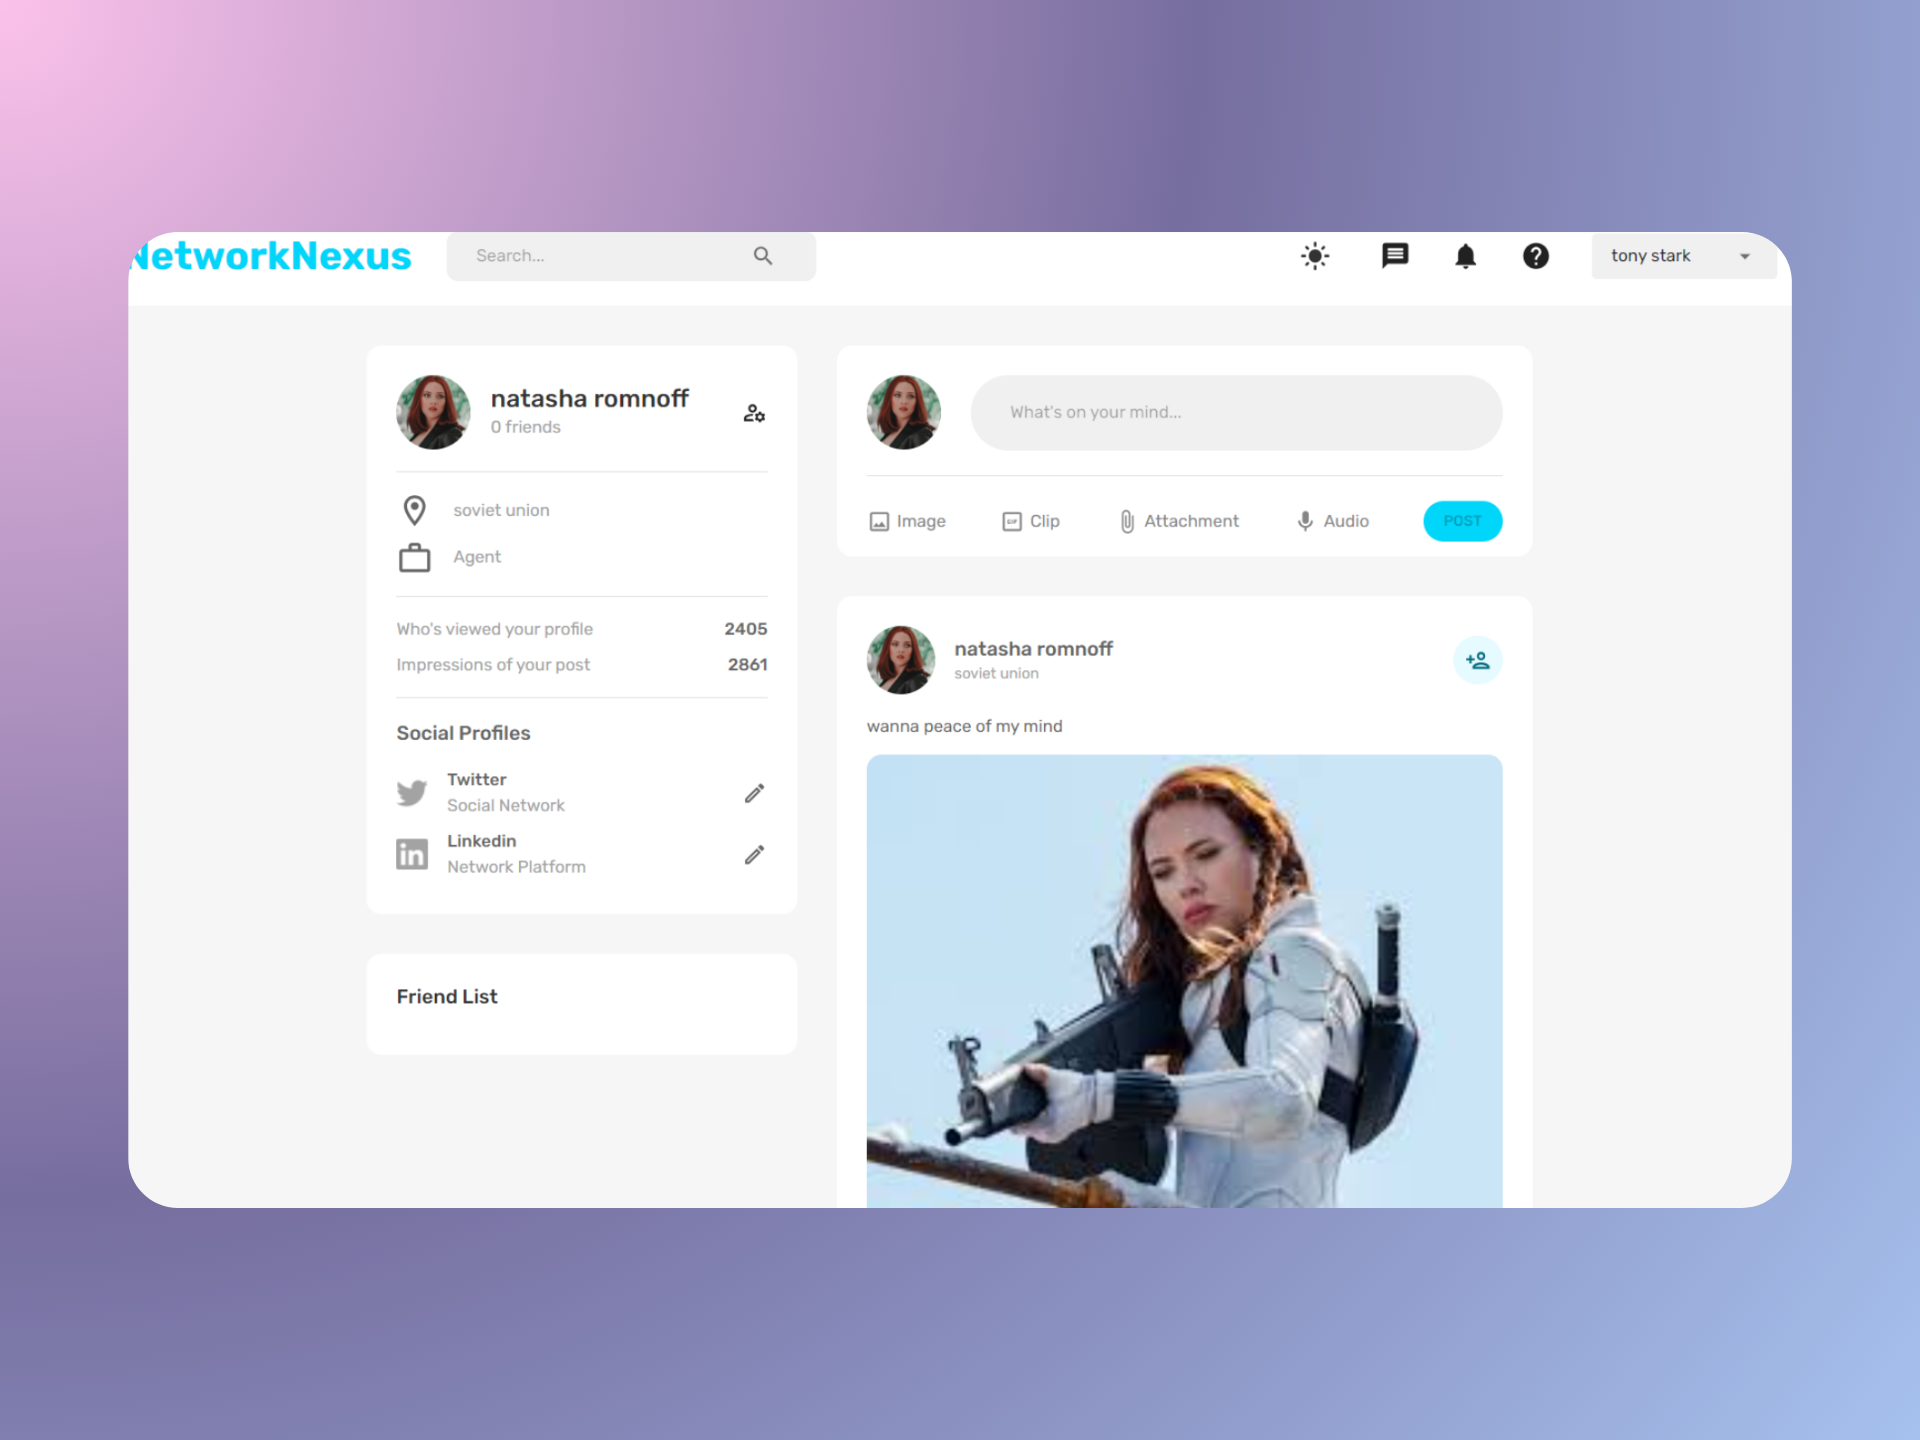 NetworkNexus
Search...
tony stark
natasha romnoff
0 friends
soviet union
Agent
Who's viewed your profile 2405
Impressions of your post 2861
Social Profiles
Twitter
Social Network
Linkedin
Network Platform
Friend List
What's on your mind...
Image
GIF Clip
Attachment
Audio
POST
natasha romnoff
soviet union
wanna peace of my mind